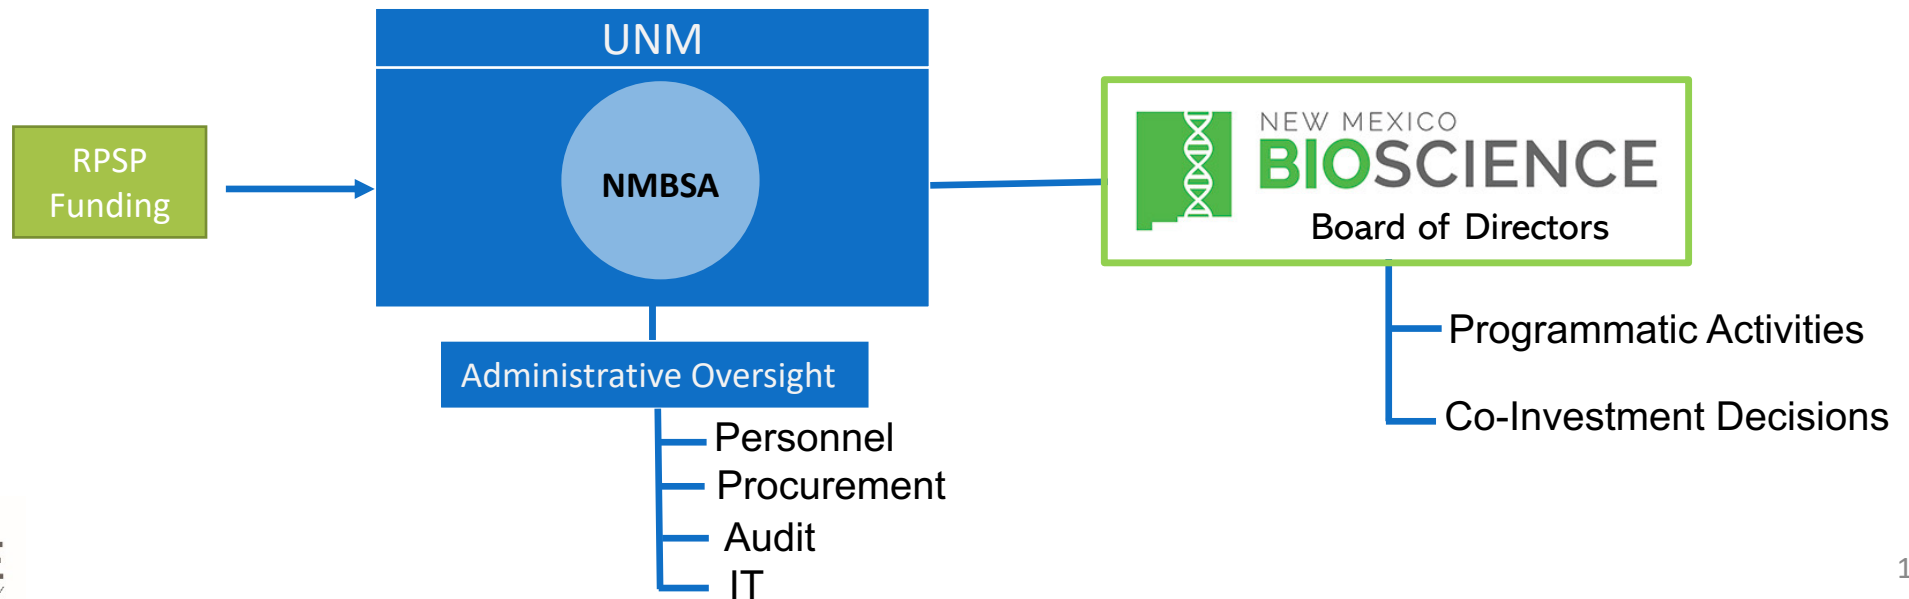 UNM
RPSP
Funding
NMBSA
NEW MEXICO
BIOSCIENCE
Board of Directors
Administrative Oversight
Personnel
Procurement
Audit
IT
Programmatic Activities
Co-Investment Decisions
1